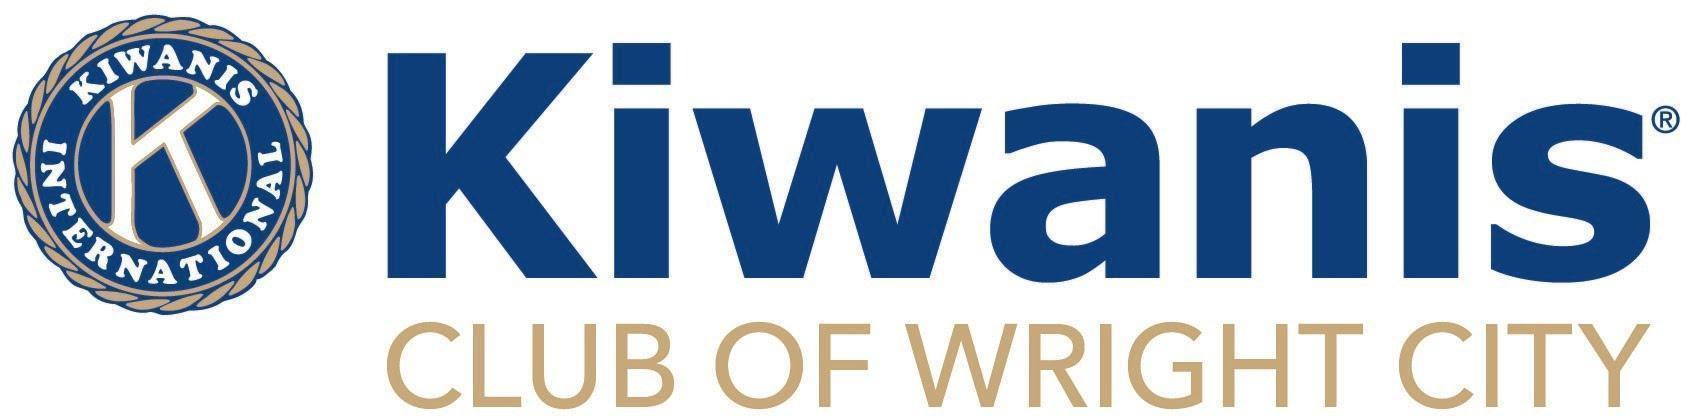 KIWANIS
K
INTERNATIONAL
Kiwanis®
CLUB OF WRIGHT CITY